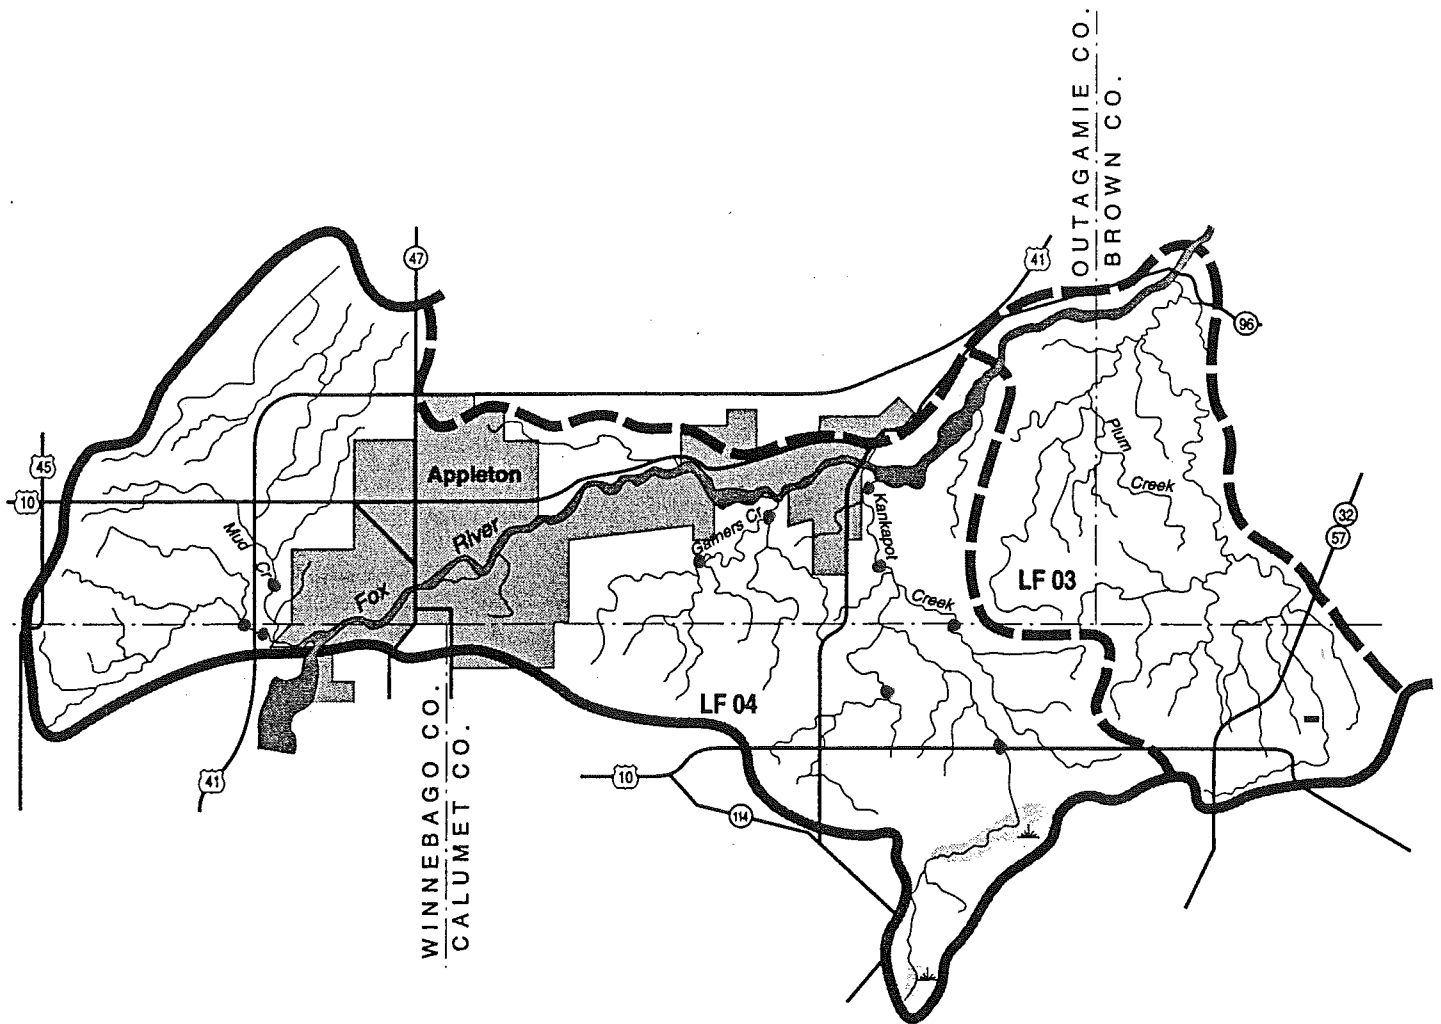 OUTAGAMIE CO.
BROWN CO.
47
41
96
45
10
Appleton
Mud
Cr.
Fox
River
Garners Cr.
Kankapot
Creek
Plum
Creek
32
57
LF 03
LF 04
41
WINNEBAGO CO.
CALUMET CO.
10
114